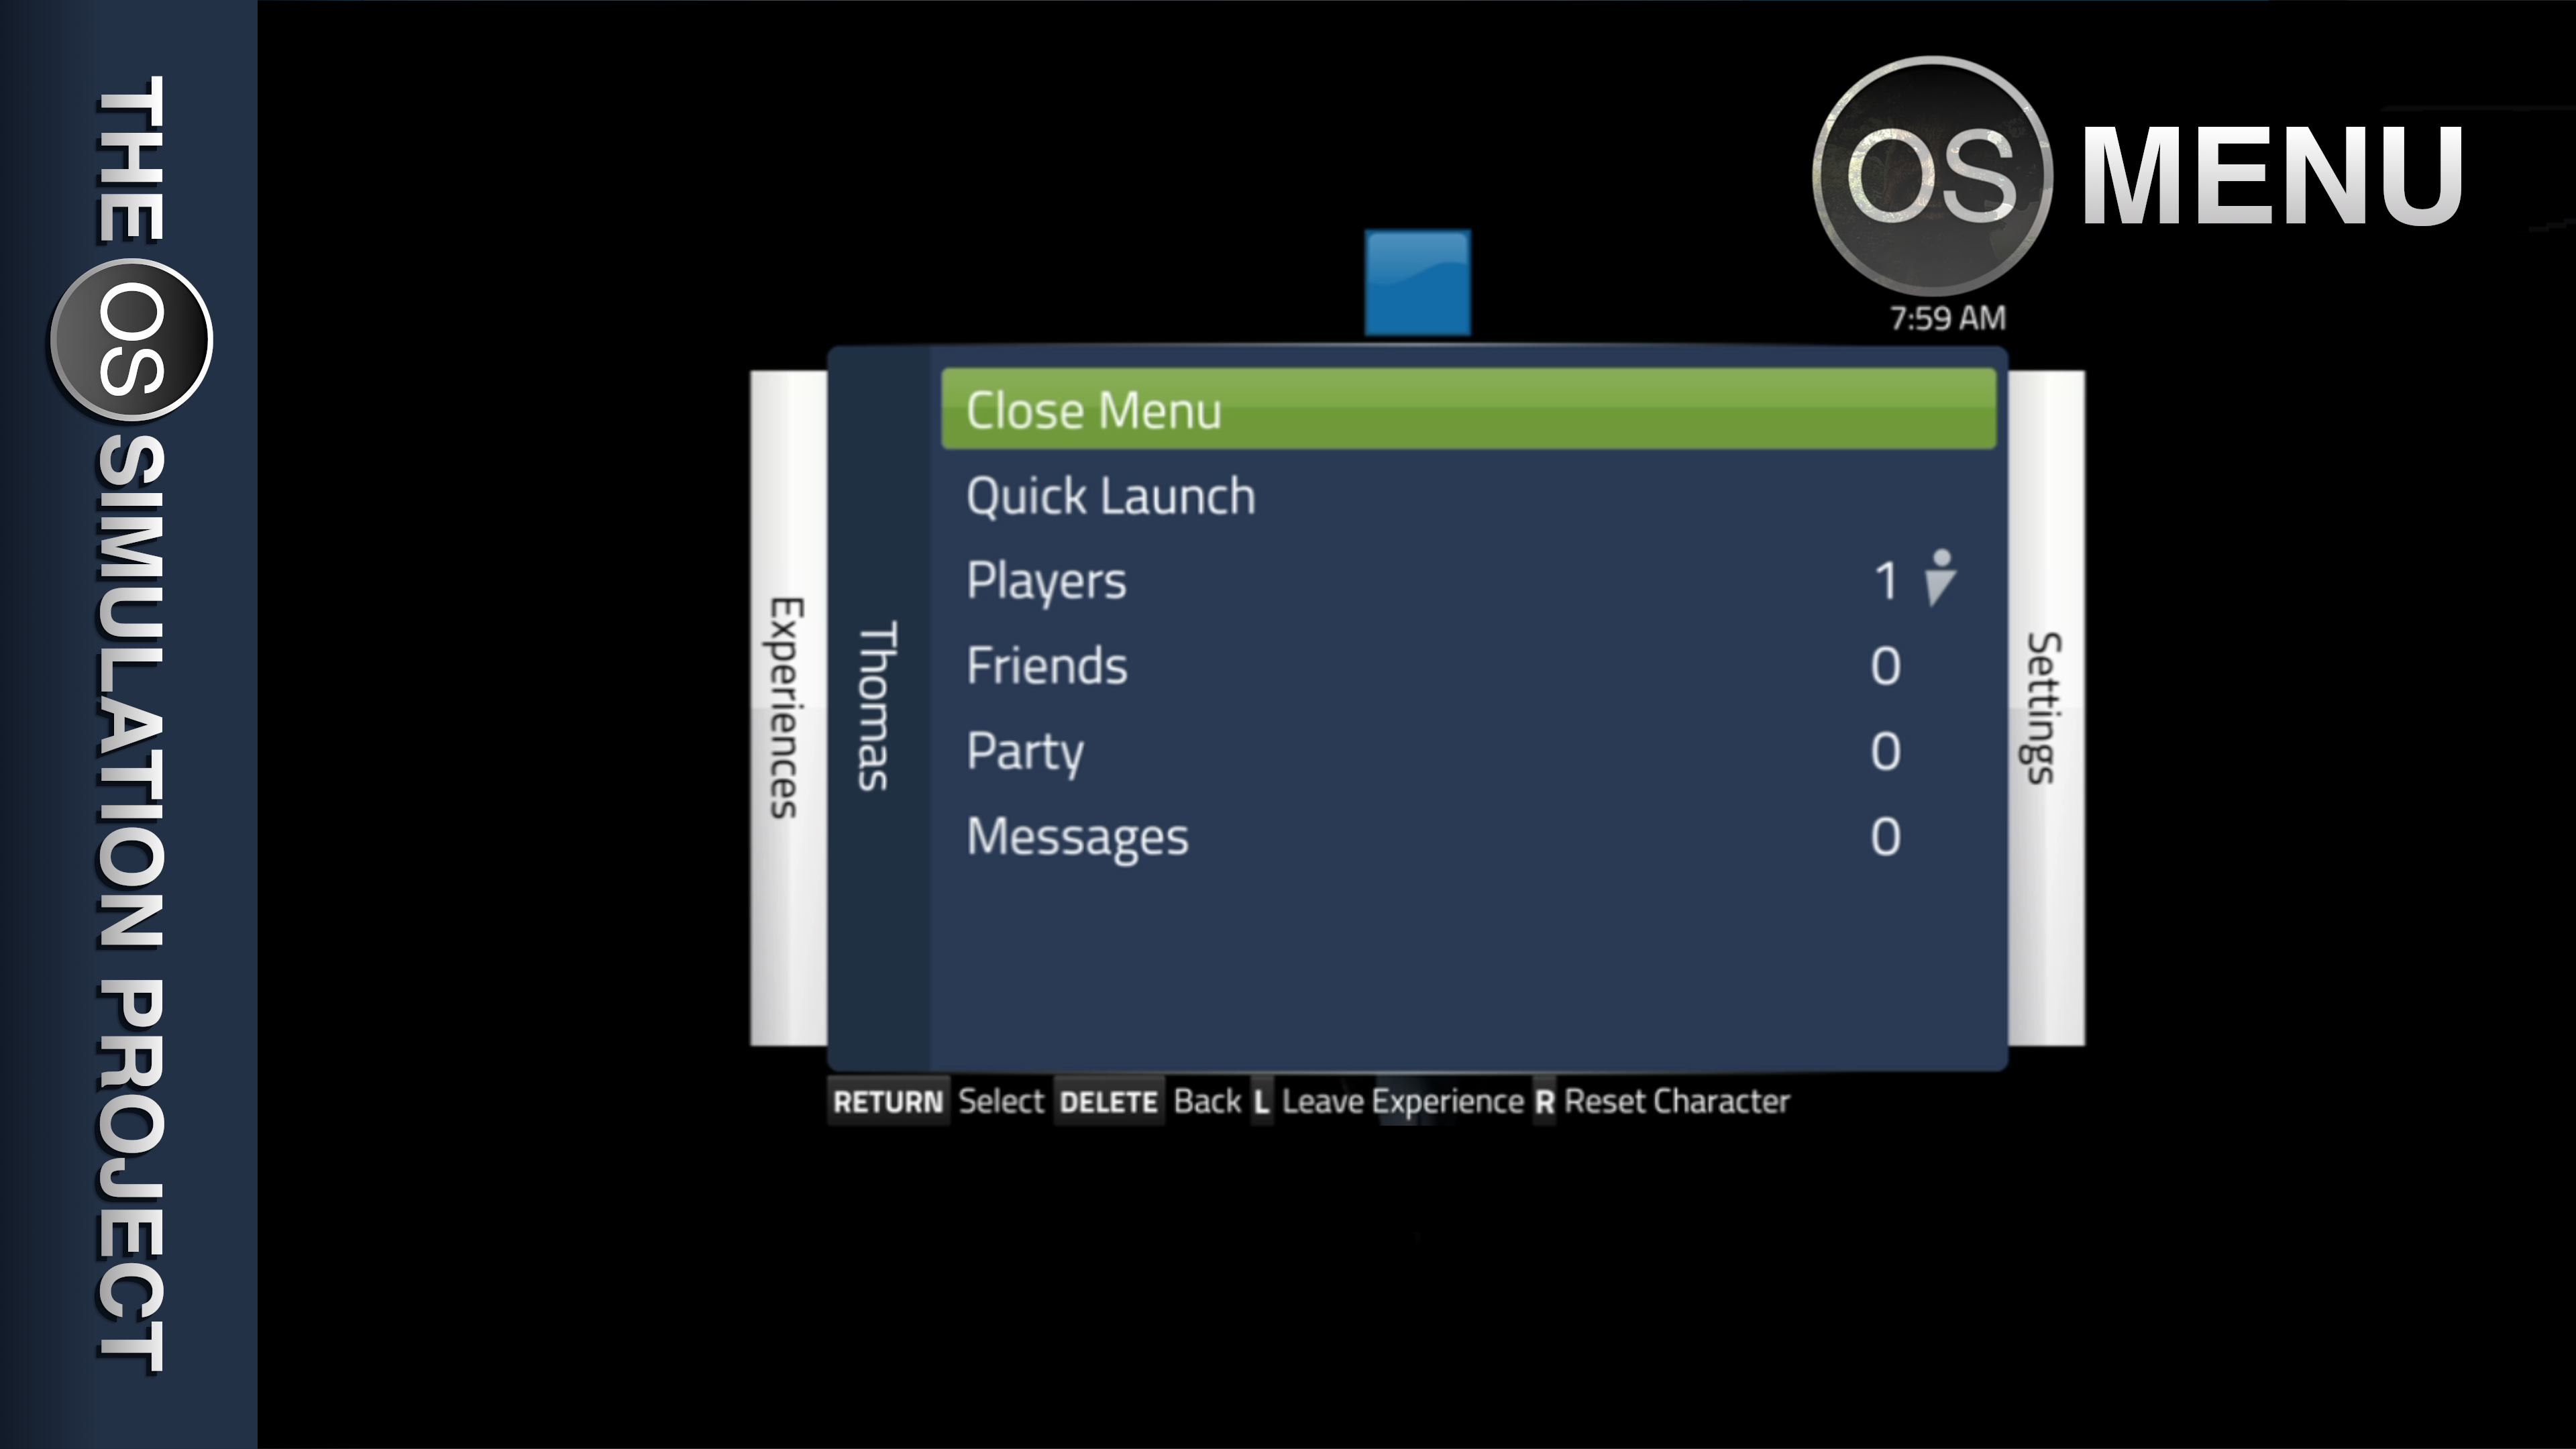 THE OS SIMULATION PROJECT
OS MENU
7:59 AM
Experiences
Thomas
Close Menu
Quick Launch
Players 1
Friends 0
Party 0
Messages 0
Settings
RETURN Select DELETE Back L Leave Experience R Reset Character